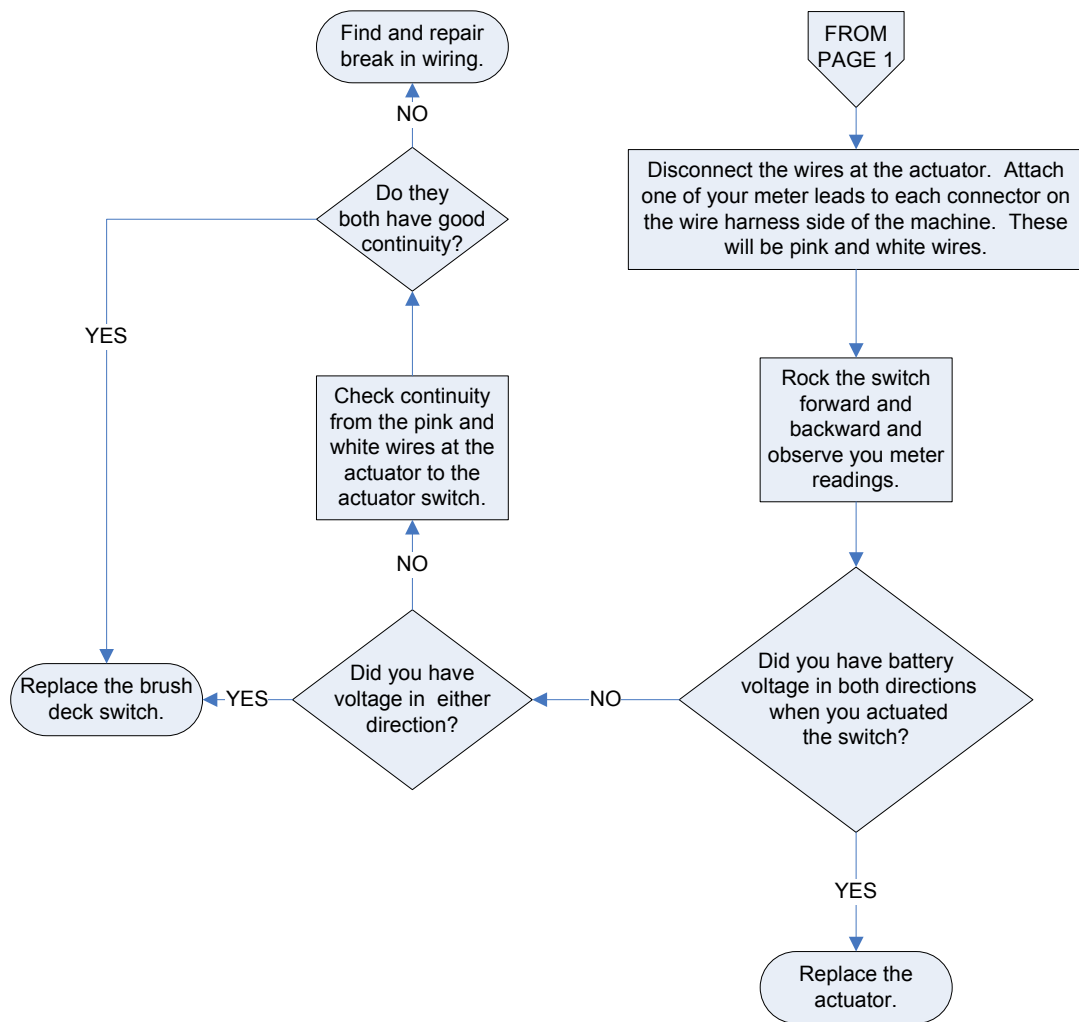 FROM
PAGE 1
Disconnect the wires at the actuator.  Attach
one of your meter leads to each connector on
the wire harness side of the machine.  These
will be pink and white wires.
Rock the switch
forward and
backward and
observe you meter
readings.
Did you have battery
voltage in both directions
when you actuated
the switch?
YES
Replace the
actuator.
NO
Did you have
voltage in  either
direction?
YES
Replace the brush
deck switch.
NO
Check continuity
from the pink and
white wires at the
actuator to the
actuator switch.
Do they
both have good
continuity?
YES
NO
Find and repair
break in wiring.